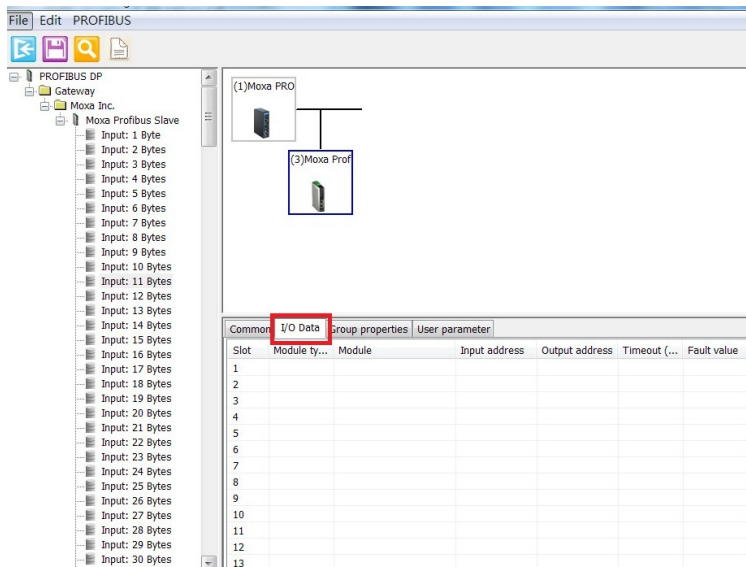 File Edit PROFIBUS
PROFIBUS DP
Gateway
Moxa Inc.
Moxa Profibus Slave
Input: 1 Byte
Input: 2 Bytes
Input: 3 Bytes
Input: 4 Bytes
Input: 5 Bytes
Input: 6 Bytes
Input: 7 Bytes
Input: 8 Bytes
Input: 9 Bytes
Input: 10 Bytes
Input: 11 Bytes
Input: 12 Bytes
Input: 13 Bytes
Input: 14 Bytes
Input: 15 Bytes
Input: 16 Bytes
Input: 17 Bytes
Input: 18 Bytes
Input: 19 Bytes
Input: 20 Bytes
Input: 21 Bytes
Input: 22 Bytes
Input: 23 Bytes
Input: 24 Bytes
Input: 25 Bytes
Input: 26 Bytes
Input: 27 Bytes
Input: 28 Bytes
Input: 29 Bytes
Input: 30 Bytes
(1)Moxa PRO
(3)Moxa Prof
Common I/O Data Group properties User parameter
Slot Module ty... Module Input address Output address Timeout (... Fault value
1
2
3
4
5
6
7
8
9
10
11
12
13